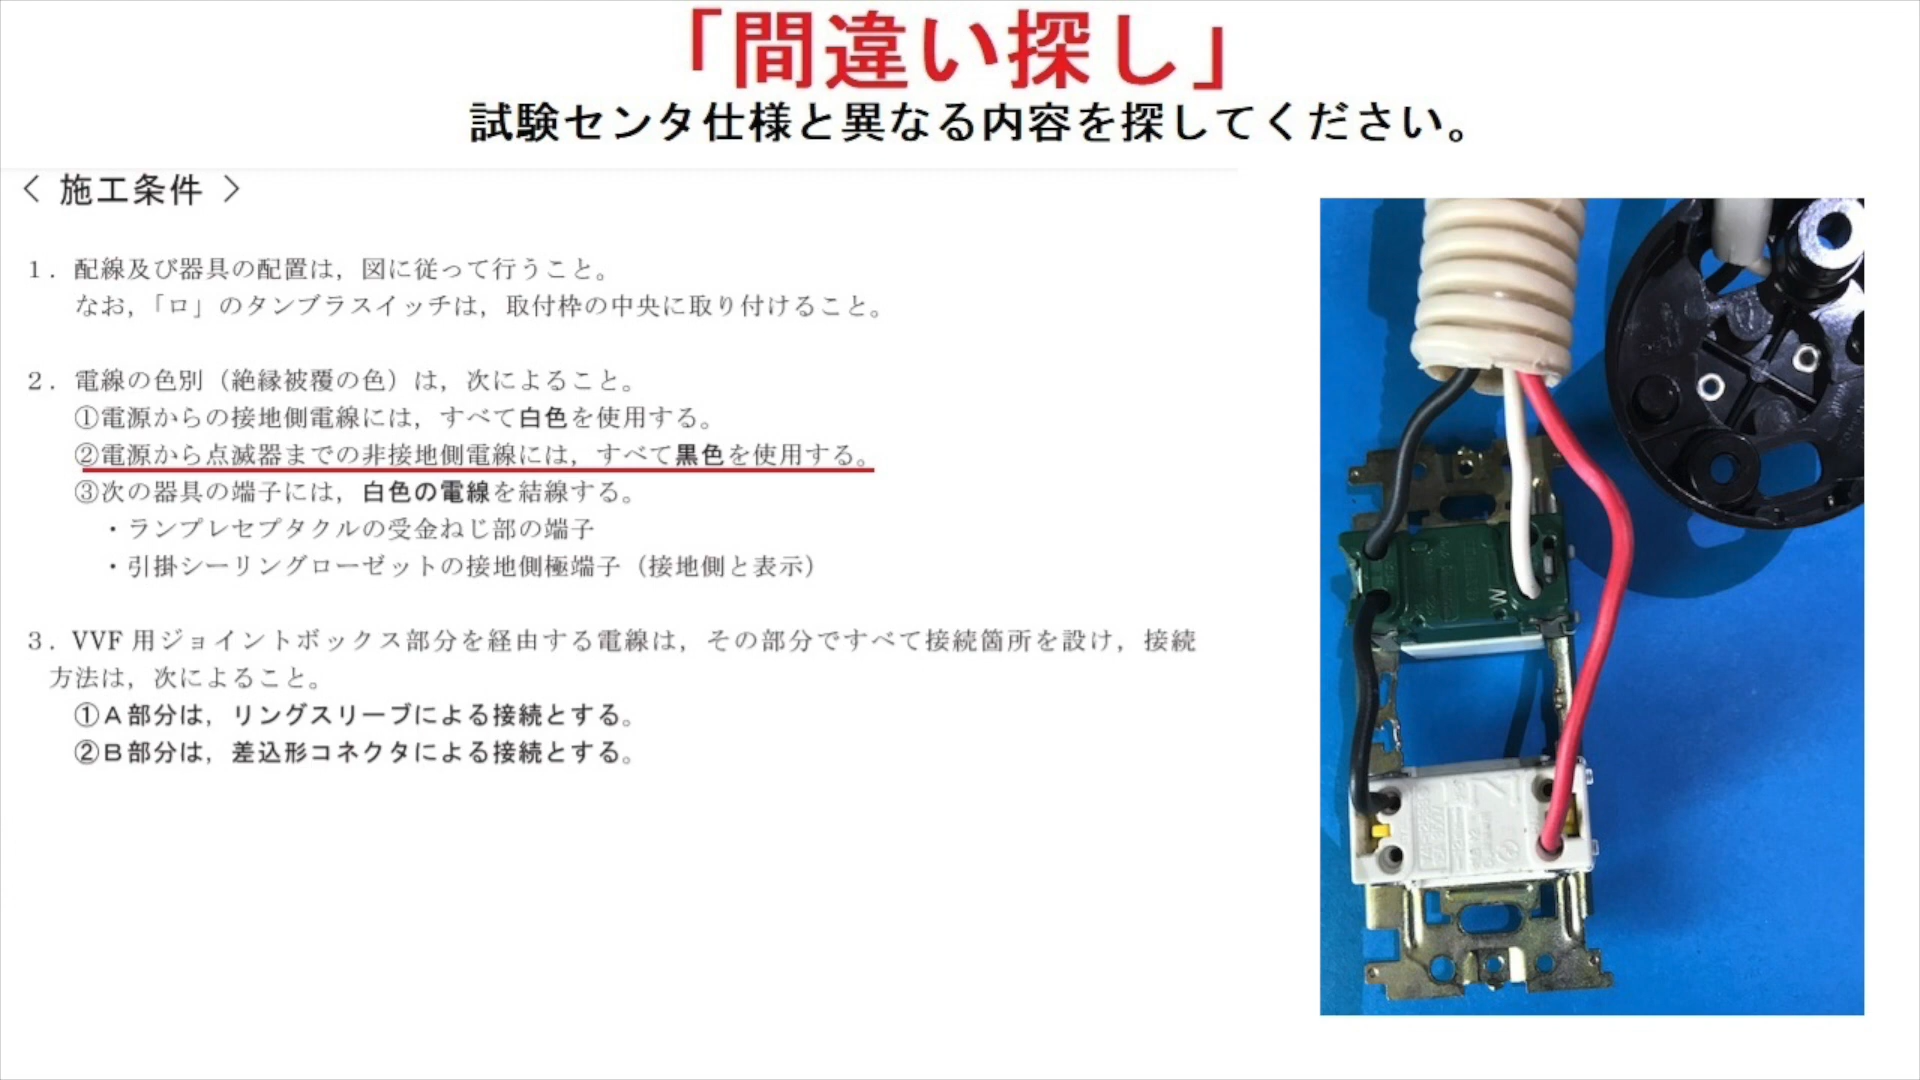 「間違い探し」
試験センタ仕様と異なる内容を探してください。
＜ 施工条件 ＞
１．配線及び器具の配置は，図に従って行うこと。
なお，「ロ」のタンブラスイッチは，取付枠の中央に取り付けること。
２．電線の色別（絶縁被覆の色）は，次によること。
①電源からの接地側電線には，すべて白色を使用する。
②電源から点滅器までの非接地側電線には，すべて黒色を使用する。
③次の器具の端子には，白色の電線を結線する。
・ランプレセプタクルの受金ねじ部の端子
・引掛シーリングローゼットの接地側極端子（接地側と表示）
３．VVF 用ジョイントボックス部分を経由する電線は，その部分ですべて接続箇所を設け，接続
方法は，次によること。
①Ａ部分は，リングスリーブによる接続とする。
②Ｂ部分は，差込形コネクタによる接続とする。
W